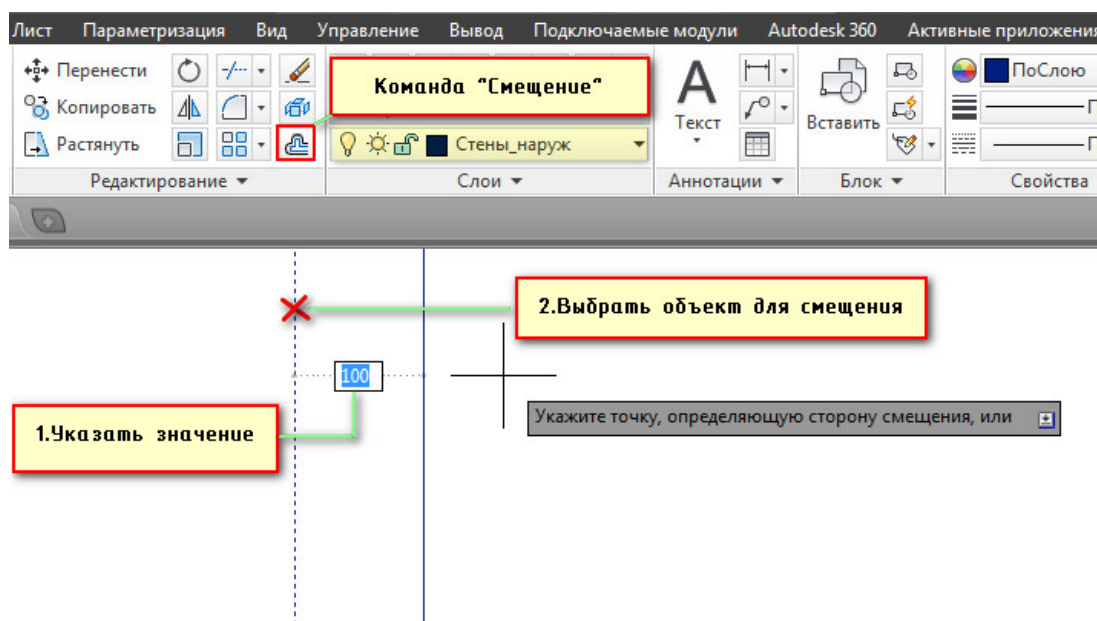 Лист Параметризация Вид Управление Вывод Подключаемые модули Autodesk 360 Активные приложения
Перенести
Копировать
Растянуть
Редактирование
Команда "Смещение"
Стены_наруж
Слои
Текст
Аннотации
Вставить
Блок
ПоСлою
Свойства
2.Выбрать объект для смещения
100
1.Указать значение
Укажите точку, определяющую сторону смещения, или